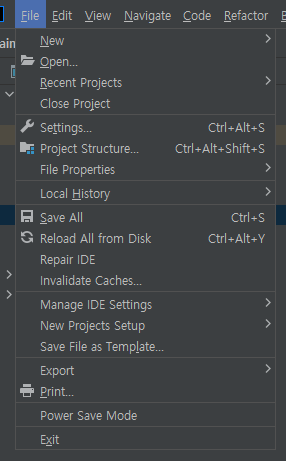 File Edit View Navigate Code Refactor
ain
New
Open...
Recent Projects
Close Project
Settings... Ctrl+Alt+S
Project Structure... Ctrl+Alt+Shift+S
File Properties
Local History
Save All Ctrl+S
Reload All from Disk Ctrl+Alt+Y
Repair IDE
Invalidate Caches...
Manage IDE Settings
New Projects Setup
Save File as Template...
Export
Print...
Power Save Mode
Exit